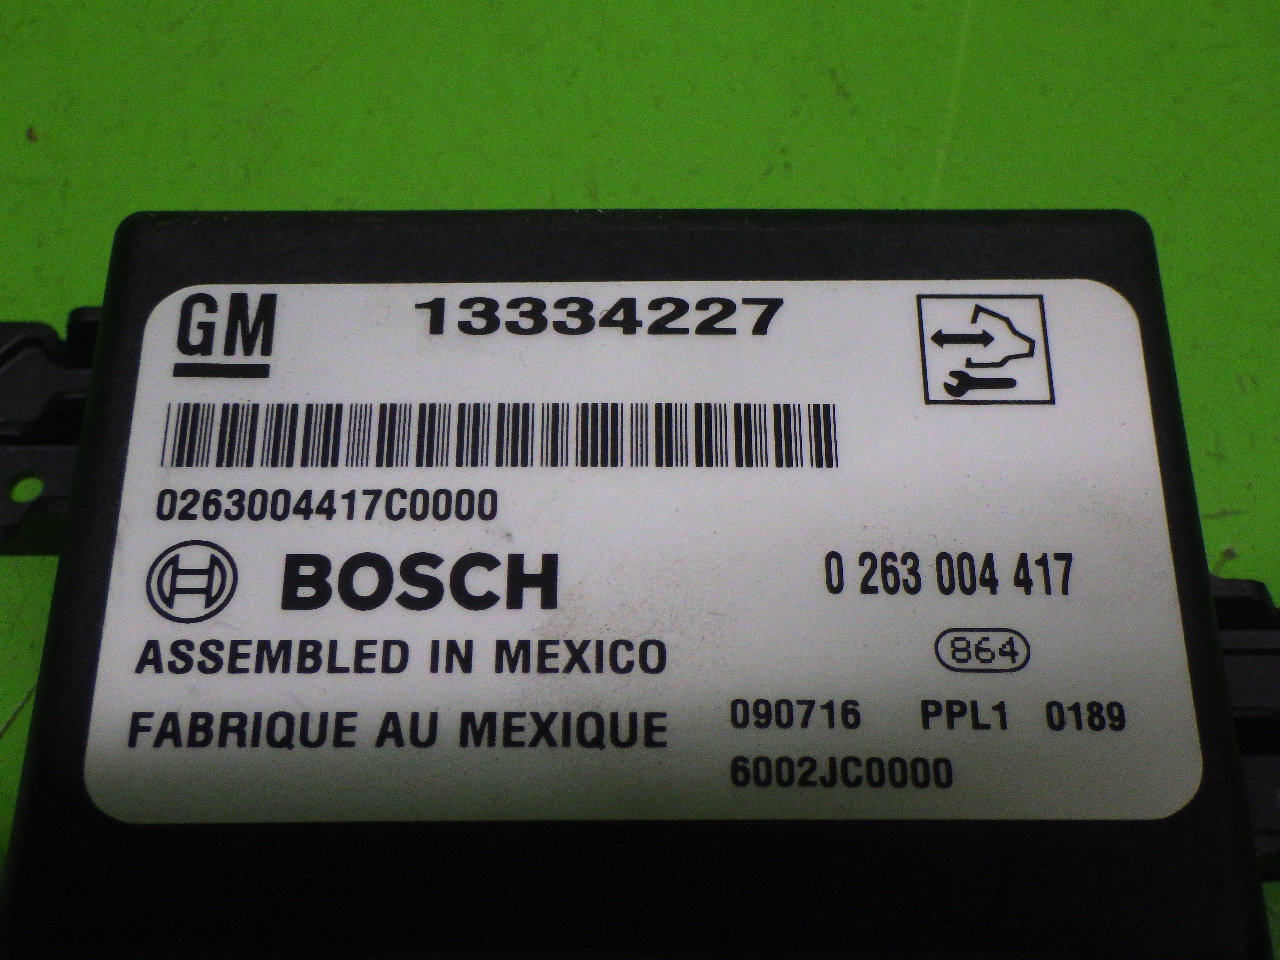 GM 13334227
0263004417C0000
BOSCH 0 263 004 417
ASSEMBLED IN MEXICO 864
FABRIQUE AU MEXIQUE 090716 PPL1 0189
6002JC0000